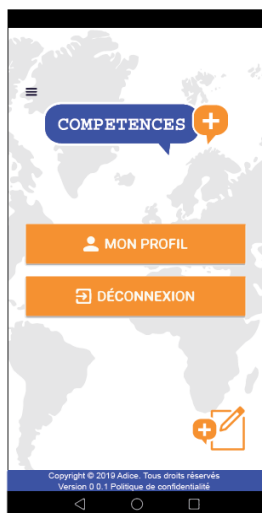 COMPETENCES
MON PROFIL
DÉCONNEXION
Copyright © 2019 Adice. Tous droits réservés
Version 0.0.1 Politique de confidentialité